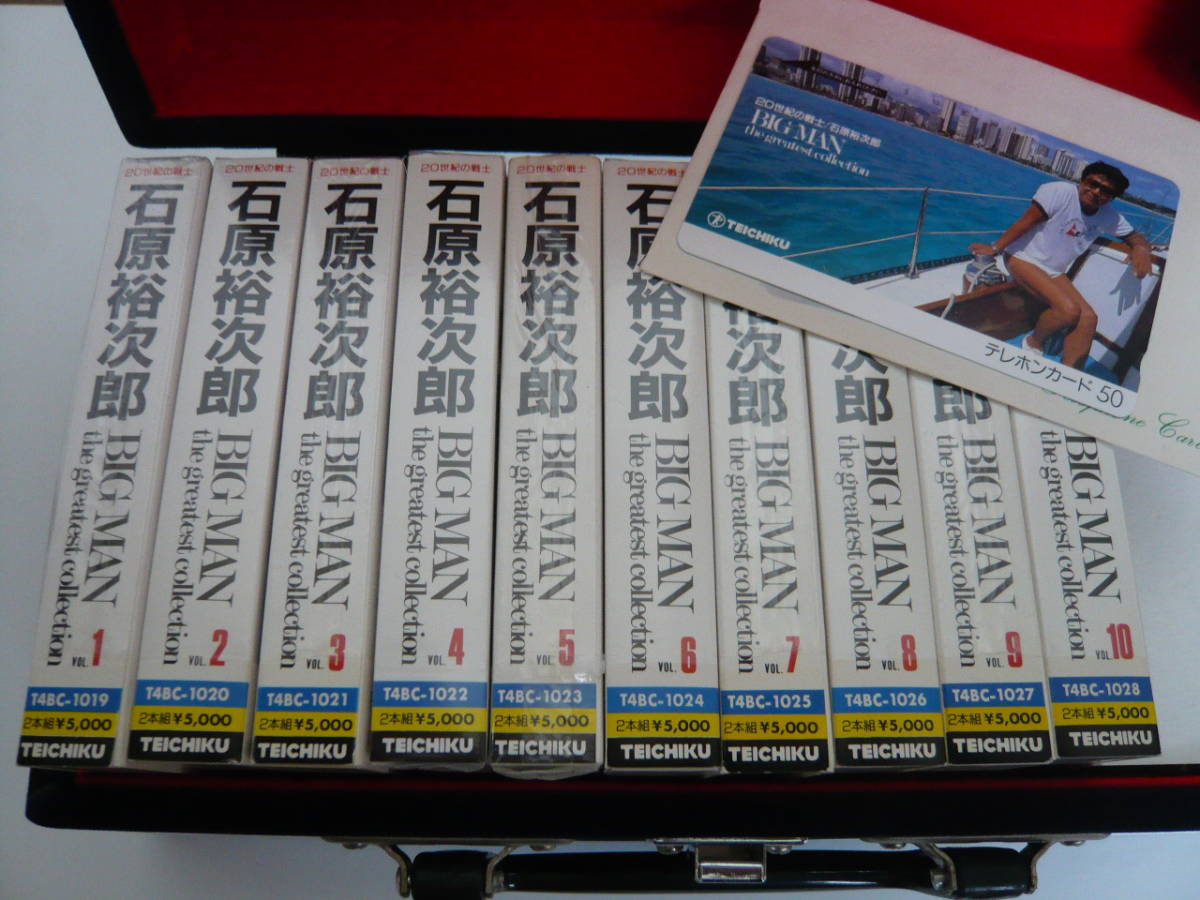 20世紀の戦士/石原裕次郎
BIG MAN
the greatest collection
TEICHIKU
テレホンカード 50
20世紀の戦士
石原裕次郎
BIG MAN
the greatest collection
VOL. 1
T4BC-1019
2本組¥5,000
TEICHIKU
20世紀の戦士
石原裕次郎
BIG MAN
the greatest collection
VOL. 2
T4BC-1020
2本組¥5,000
TEICHIKU
20世紀の戦士
石原裕次郎
BIG MAN
the greatest collection
VOL. 3
T4BC-1021
2本組¥5,000
TEICHIKU
20世紀の戦士
石原裕次郎
BIG MAN
the greatest collection
VOL. 4
T4BC-1022
2本組¥5,000
TEICHIKU
20世紀の戦士
石原裕次郎
BIG MAN
the greatest collection
VOL. 5
T4BC-1023
2本組¥5,000
TEICHIKU
20世紀の戦士
石原裕次郎
BIG MAN
the greatest collection
VOL. 6
T4BC-1024
2本組¥5,000
TEICHIKU
裕次郎
BIG MAN
the greatest collection
VOL. 7
T4BC-1025
2本組¥5,000
TEICHIKU
次郎
BIG MAN
the greatest collection
VOL. 8
T4BC-1026
2本組¥5,000
TEICHIKU
郎
BIG MAN
the greatest collection
VOL. 9
T4BC-1027
2本組¥5,000
TEICHIKU
BIG MAN
the greatest collection
VOL. 10
T4BC-1028
2本組¥5,000
TEICHIKU